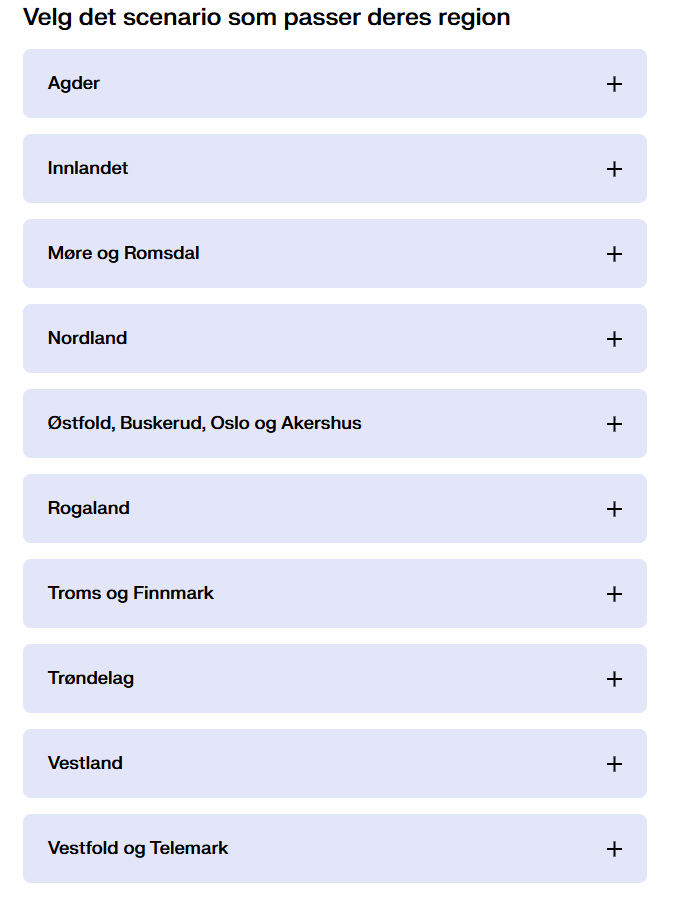 Velg det scenario som passer deres region
Agder
Innlandet
Møre og Romsdal
Nordland
Østfold, Buskerud, Oslo og Akershus
Rogaland
Troms og Finnmark
Trøndelag
Vestland
Vestfold og Telemark